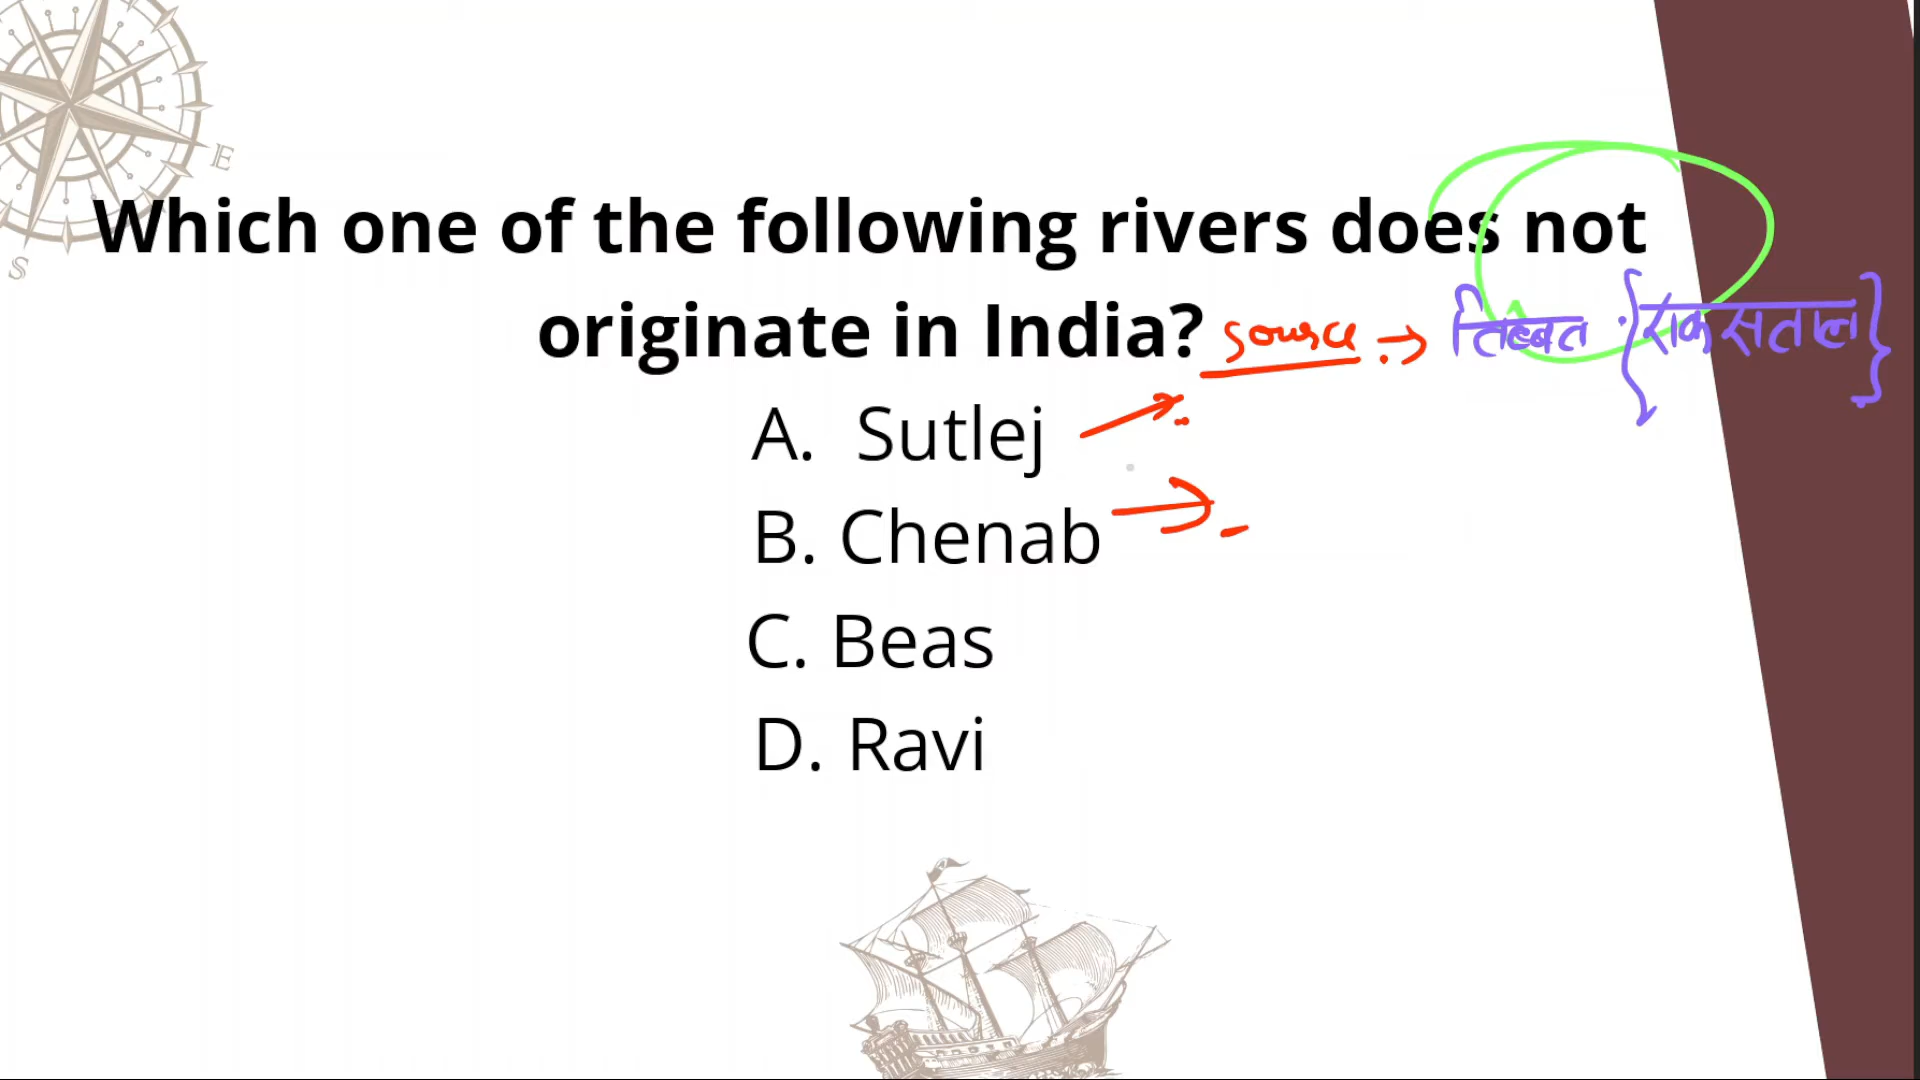 Which one of the following rivers does not
originate in India? source → तिब्बत {राकसताल}
A. Sutlej
B. Chenab
C. Beas
D. Ravi
E
S